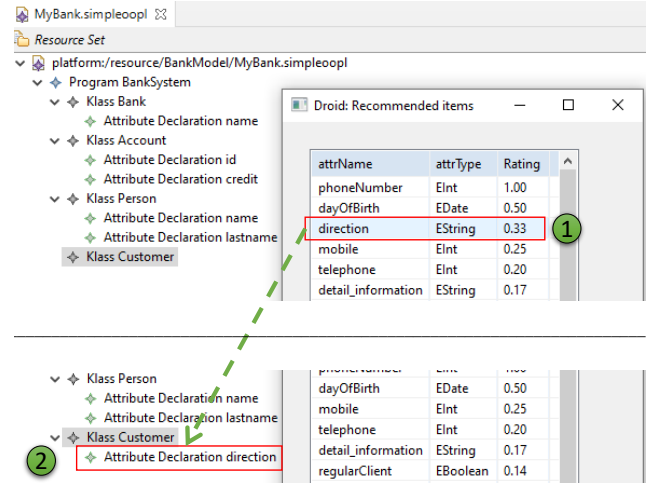 MyBank.simpleoopl
Resource Set
platform:/resource/BankModel/MyBank.simpleoopl
Program BankSystem
Klass Bank
Attribute Declaration name
Klass Account
Attribute Declaration id
Attribute Declaration credit
Klass Person
Attribute Declaration name
Attribute Declaration lastname
Klass Customer
Droid: Recommended items
attrName attrType Rating
phoneNumber EInt 1.00
dayOfBirth EDate 0.50
direction EString 0.33
1
mobile EInt 0.25
telephone EInt 0.20
detail_information EString 0.17
Klass Person
Attribute Declaration name
Attribute Declaration lastname
Klass Customer
2
Attribute Declaration direction
phoneNumber EInt 1.00
dayOfBirth EDate 0.50
mobile EInt 0.25
telephone EInt 0.20
detail_information EString 0.17
regularClient EBoolean 0.14